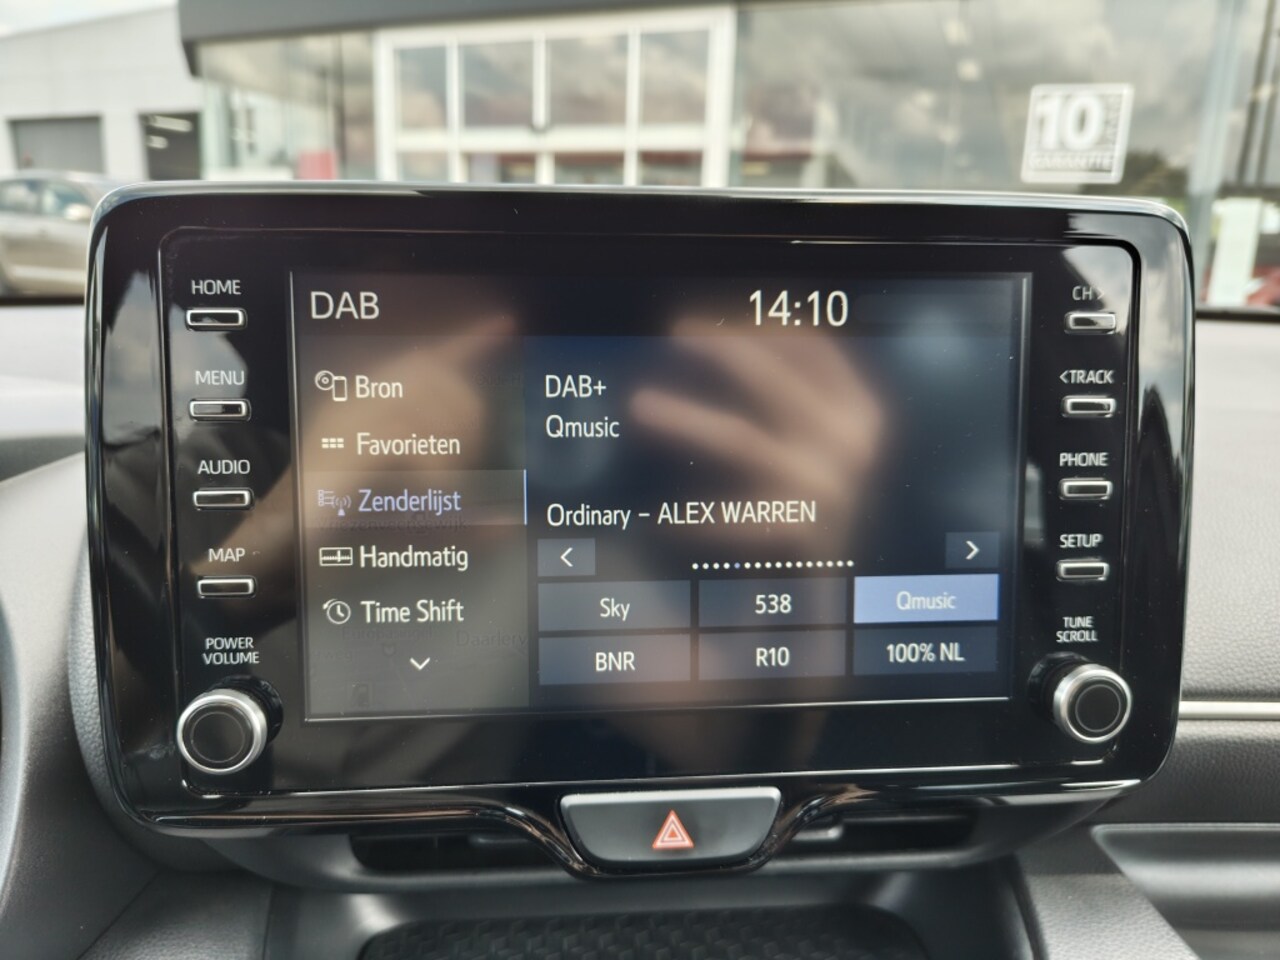 10
GARANTIE
HOME
MENU
AUDIO
MAP
POWER
VOLUME
DAB
14:10
Bron
Favorieten
Zenderlijst
Handmatig
Time Shift
DAB+
Qmusic
Ordinary - ALEX WARREN
<
>
Sky
538
Qmusic
BNR
R10
100% NL
CH >
<TRACK
PHONE
SETUP
TUNE
SCROLL